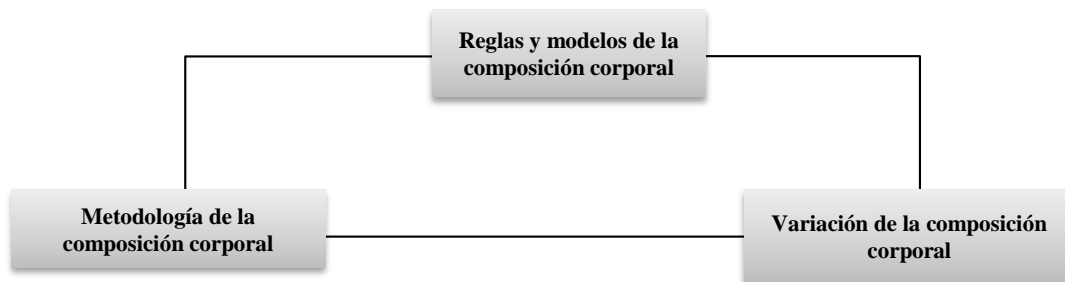 Reglas y modelos de la
composición corporal
Metodología de la
composición corporal
Variación de la composición
corporal